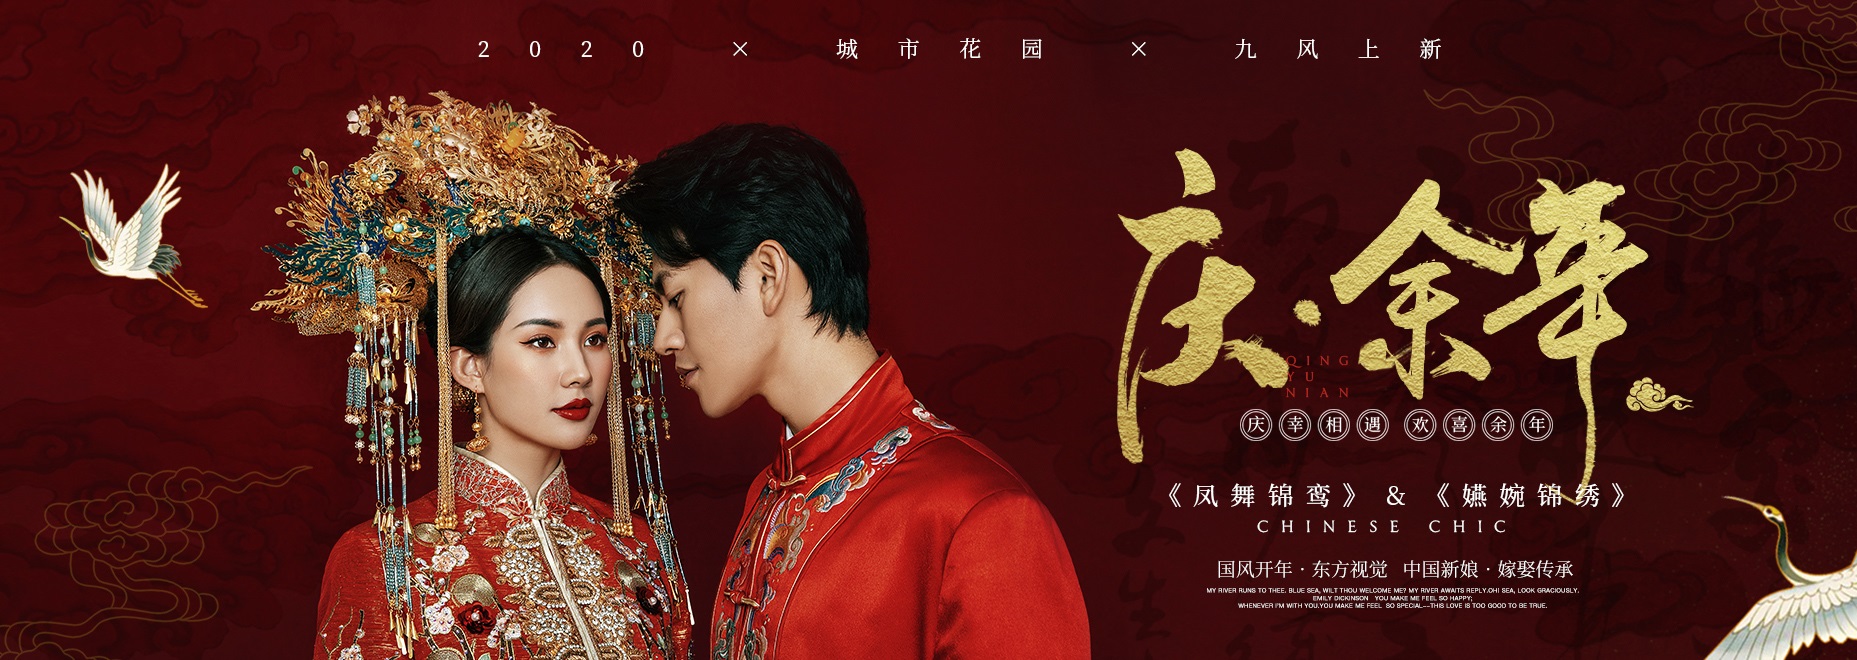 2020 × 城市花园 × 九风上新
庆·余年
QING
YU
NIAN
庆幸相遇 欢喜余年
《凤舞锦鸾》 & 《嬿婉锦绣》
CHINESE CHIC
国风开年·东方视觉 中国新娘·嫁娶传承
MY RIVER RUNS TO THEE. BLUE SEA, WILT THOU WELCOME ME? MY RIVER AWAITS REPLY.OH! SEA, LOOK GRACIOUSLY.
EMILY DICKINSON YOU MAKE ME FEEL SO HAPPY;
WHENEVER I'M WITH YOU.YOU MAKE ME FEEL SO SPECIAL—THIS LOVE IS TOO GOOD TO BE TRUE.